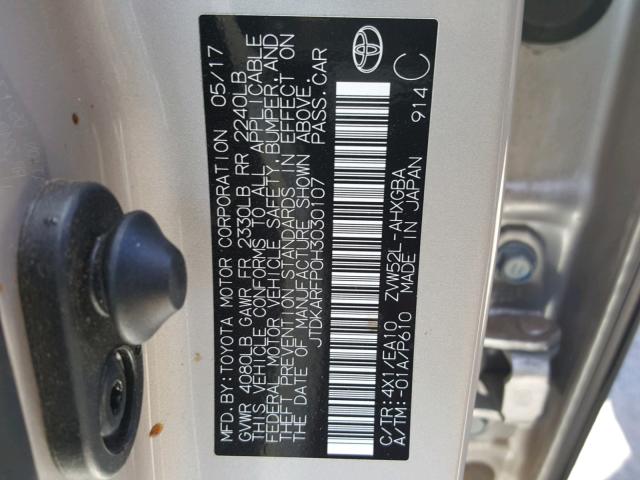 MFD. BY: TOYOTA MOTOR CORPORATION 05/17
GVWR 4080LB GAWR FR 2330LB RR 2240LB
THIS VEHICLE CONFORMS TO ALL APPLICABLE
FEDERAL MOTOR VEHICLE SAFETY, BUMPER, AND
THEFT PREVENTION STANDARDS IN EFFECT ON
THE DATE OF MANUFACTURE SHOWN ABOVE.
JTDKARFP0H3030107 PASS. CAR
C/TR:4X1/EA10 ZVW52L-AHXGBA
A/TM:-01A/P610 MADE IN JAPAN 914 C